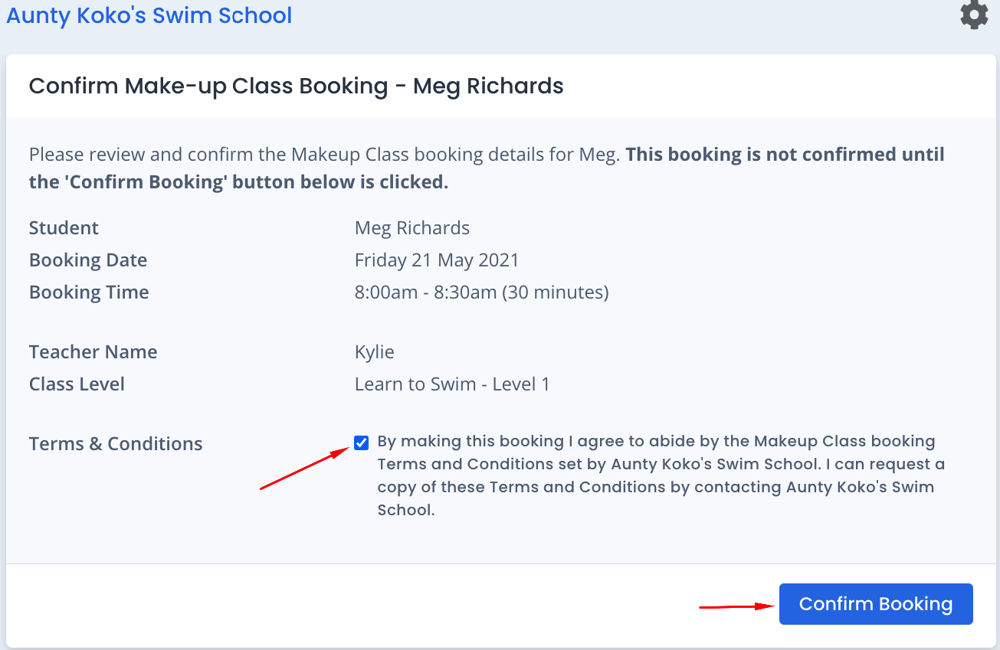 Aunty Koko's Swim School
Confirm Make-up Class Booking - Meg Richards
Please review and confirm the Makeup Class booking details for Meg. This booking is not confirmed until
the 'Confirm Booking' button below is clicked.
Student Meg Richards
Booking Date Friday 21 May 2021
Booking Time 8:00am - 8:30am (30 minutes)
Teacher Name Kylie
Class Level Learn to Swim - Level 1
Terms & Conditions By making this booking I agree to abide by the Makeup Class booking
Terms and Conditions set by Aunty Koko's Swim School. I can request a
copy of these Terms and Conditions by contacting Aunty Koko's Swim
School.
Confirm Booking